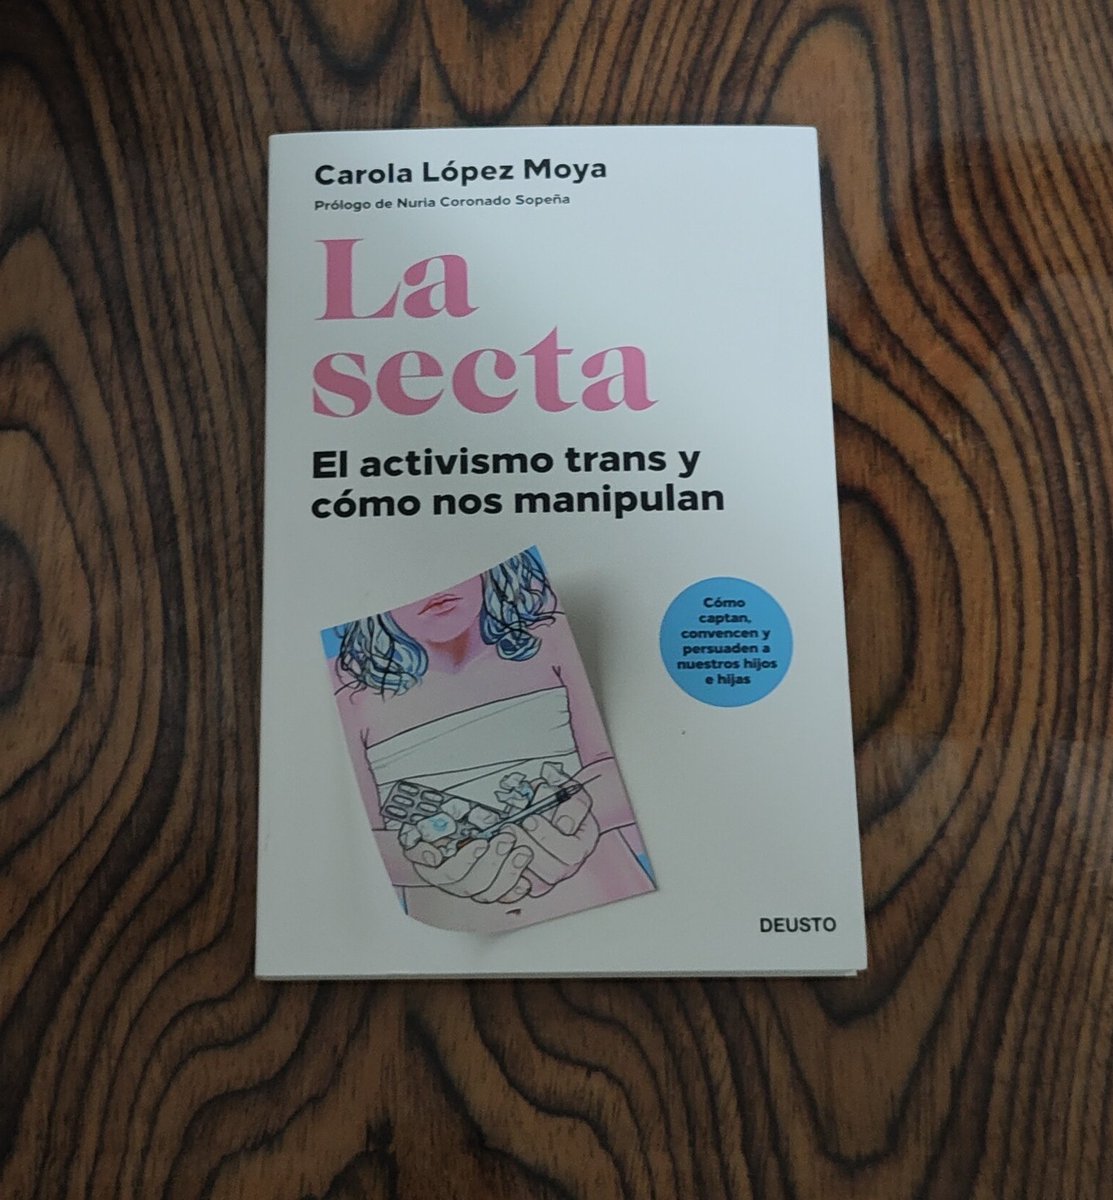 Carola López Moya
Prólogo de Nuria Coronado Sopeña
La
secta
El activismo trans y
cómo nos manipulan
Cómo
captan,
convencen y
persuaden a
nuestros hijos
e hijas
DEUSTO